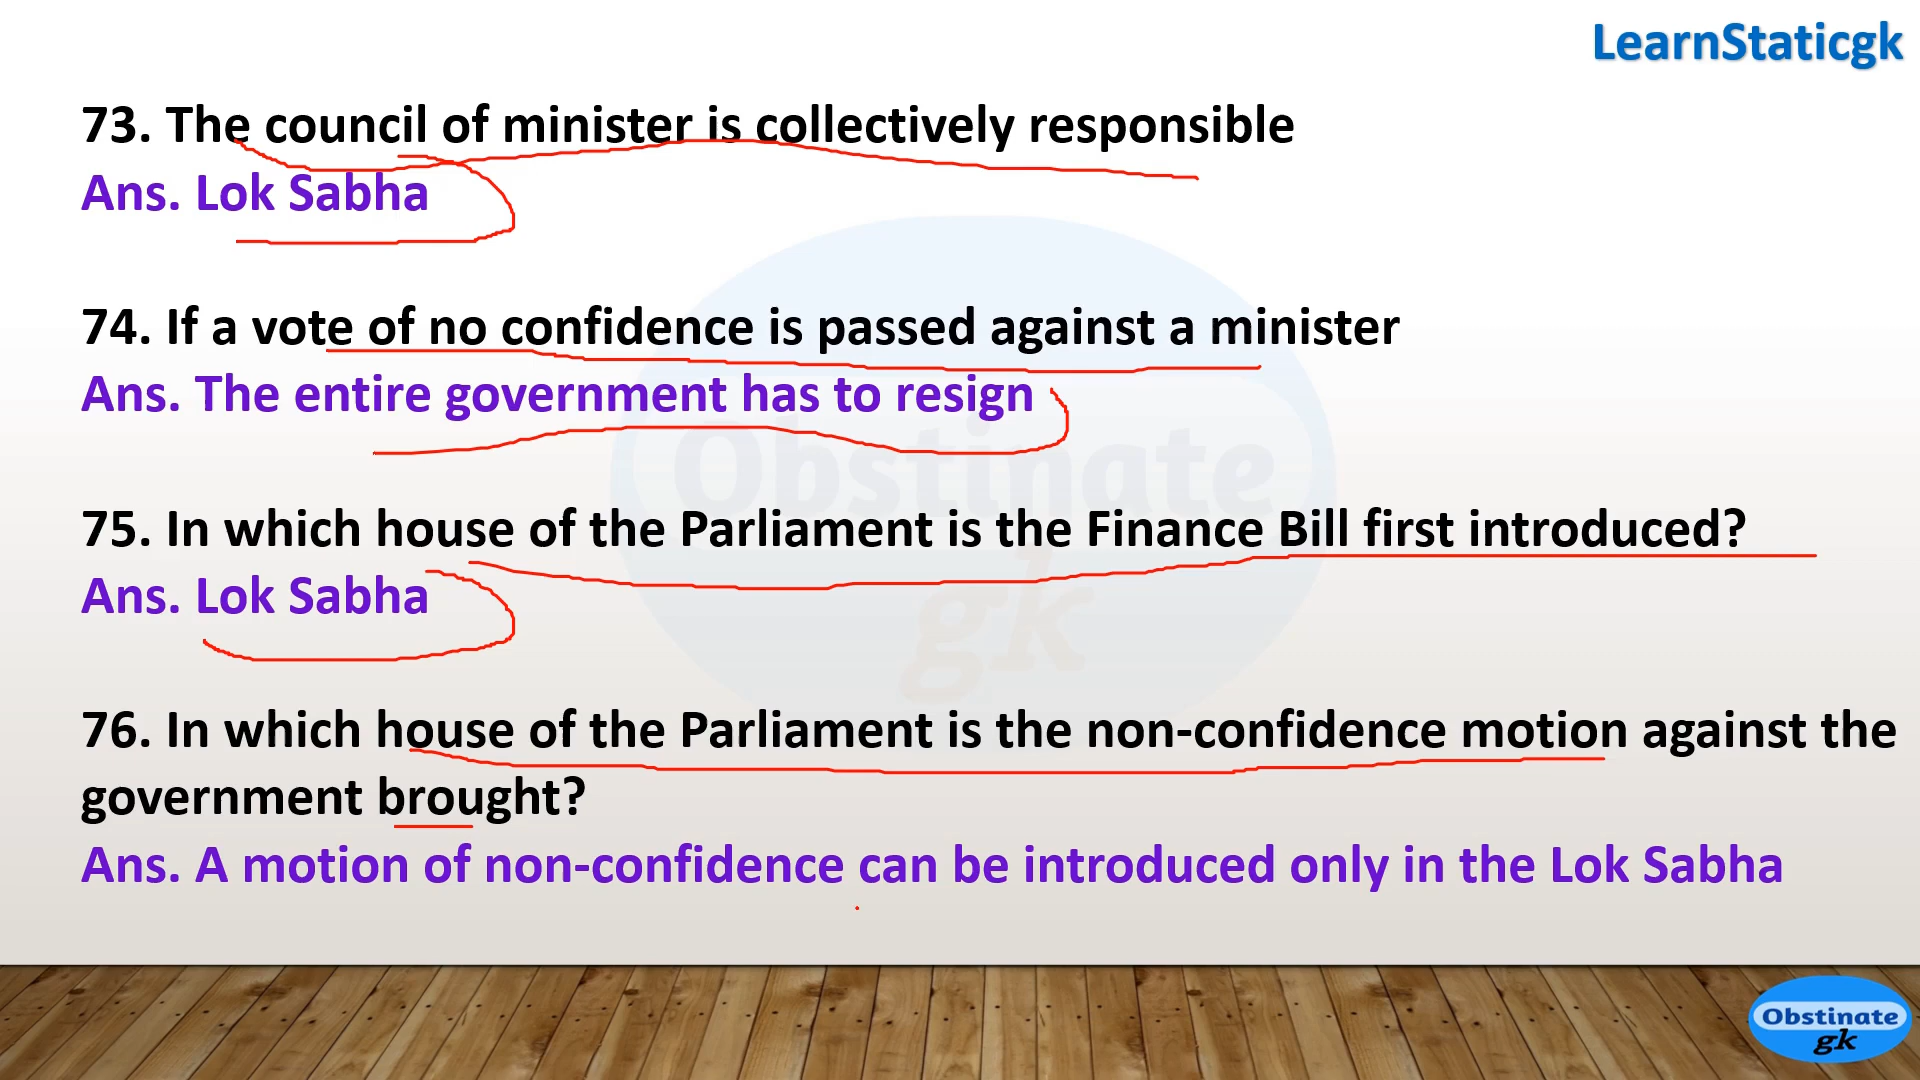 LearnStaticgk
73. The council of minister is collectively responsible
Ans. Lok Sabha
74. If a vote of no confidence is passed against a minister
Ans. The entire government has to resign
75. In which house of the Parliament is the Finance Bill first introduced?
Ans. Lok Sabha
76. In which house of the Parliament is the non-confidence motion against the
government brought?
Ans. A motion of non-confidence can be introduced only in the Lok Sabha
Obstinate
gk
Obstinate
gk